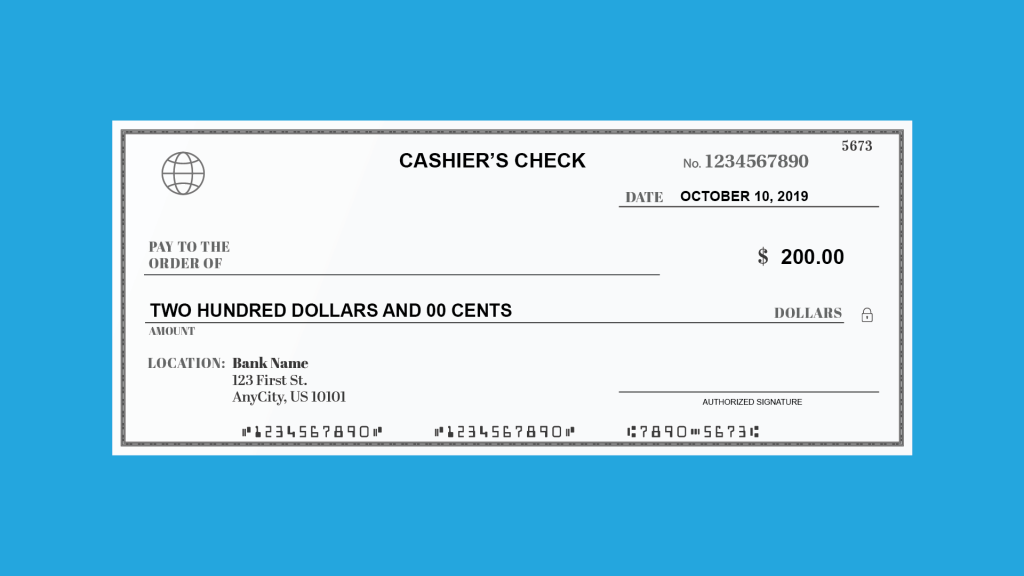 5673
CASHIER’S CHECK
No. 1234567890
DATE OCTOBER 10, 2019
PAY TO THE
ORDER OF
$ 200.00
TWO HUNDRED DOLLARS AND 00 CENTS
DOLLARS
AMOUNT
LOCATION: Bank Name
123 First St.
AnyCity, US 10101
AUTHORIZED SIGNATURE
⑈1234567890⑈ ⑈1234567890⑈ ⑆7890⑉5673⑆